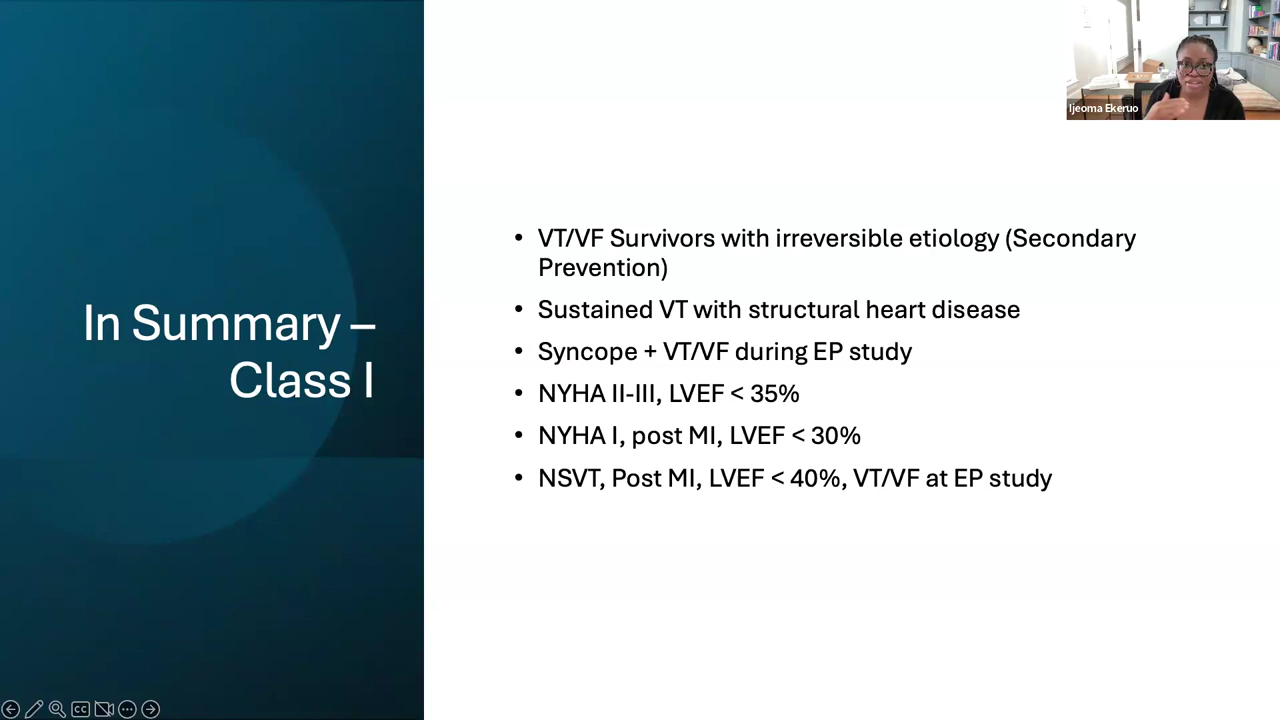 Ijeoma Ekeruo
In Summary –
Class I
• VT/VF Survivors with irreversible etiology (Secondary
Prevention)
• Sustained VT with structural heart disease
• Syncope + VT/VF during EP study
• NYHA II-III, LVEF < 35%
• NYHA I, post MI, LVEF < 30%
• NSVT, Post MI, LVEF < 40%, VT/VF at EP study
CC